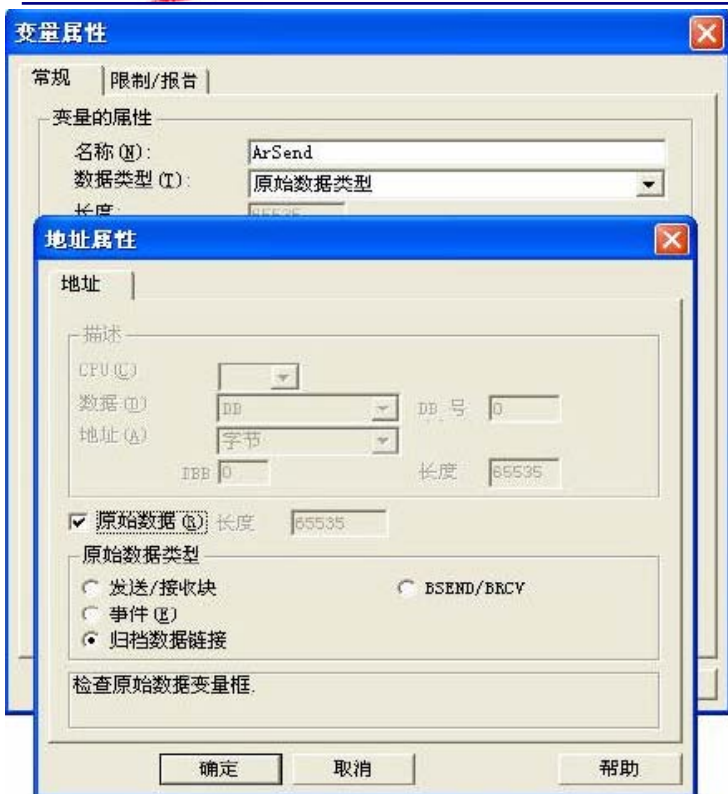 变量属性
常规 限制/报告
变量的属性
名称(N): ArSend
数据类型(T): 原始数据类型
长度: 65535
地址属性
地址
描述
CPU(C)
数据(D) DB DB 号 0
地址(A) 字节
DBB 0 长度 65535
原始数据(R) 长度 65535
原始数据类型
发送/接收块 BSEND/BRCV
事件(E)
归档数据链接
检查原始数据变量框.
确定 取消 帮助